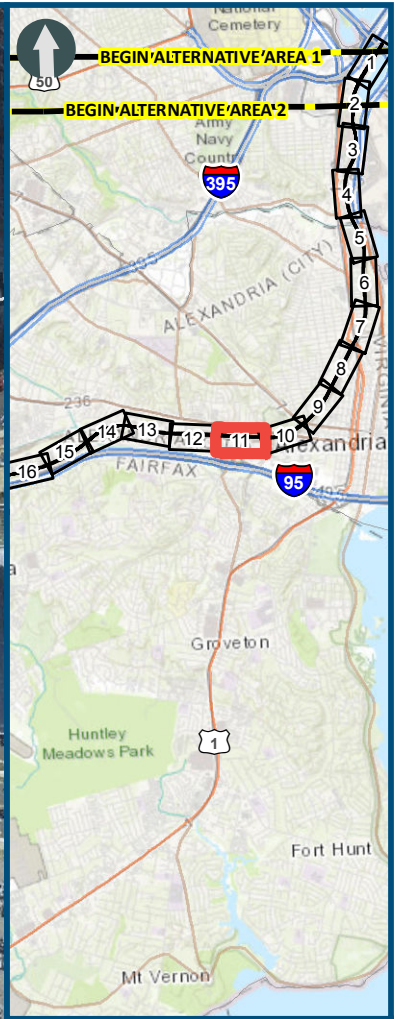 National
Cemetery
BEGIN ALTERNATIVE AREA 1
50
1
BEGIN ALTERNATIVE AREA 2
2
Army
Navy
Country
3
395
4
5
395
ALEXANDRIA (CITY)
6
7
VIRGINIA
8
236
9
14
13
12
11
10
Alexandria
15
16
FAIRFAX
95
495
a
Groveton
1
Huntley
Meadows Park
Fort Hunt
Mt Vernon